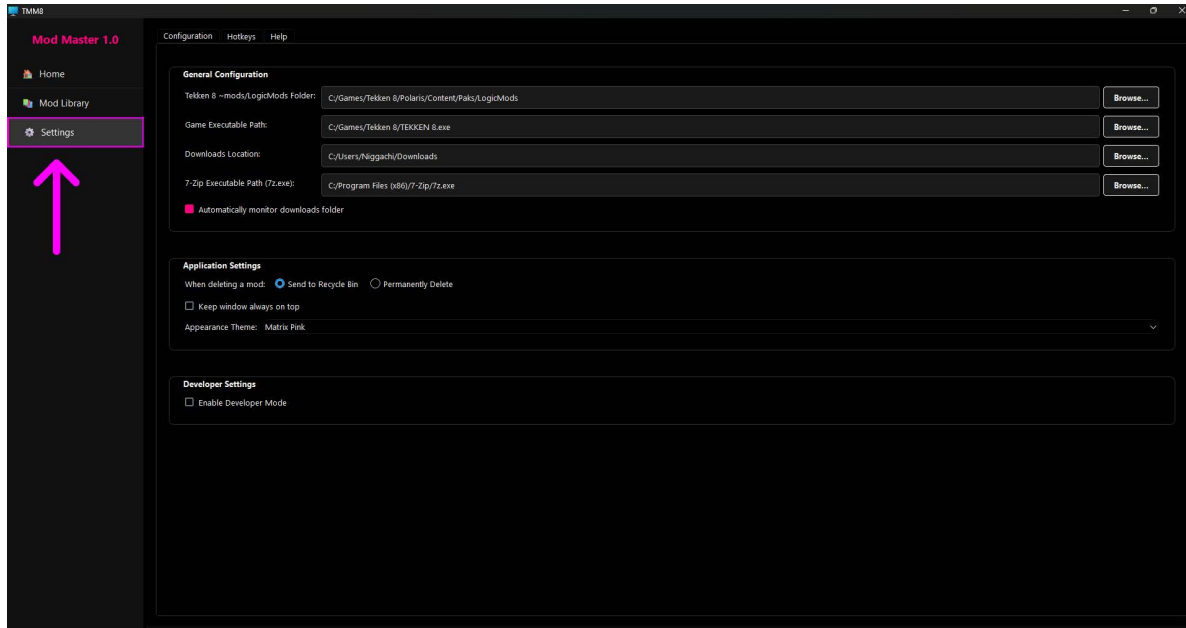 TMM8
Mod Master 1.0
Home
Mod Library
Settings
Configuration Hotkeys Help
General Configuration
Tekken 8 ~mods/LogicMods Folder: C:/Games/Tekken 8/Polaris/Content/Paks/LogicMods Browse...
Game Executable Path: C:/Games/Tekken 8/TEKKEN 8.exe Browse...
Downloads Location: C:/Users/Niggachi/Downloads Browse...
7-Zip Executable Path (7z.exe): C:/Program Files (x86)/7-Zip/7z.exe Browse...
Automatically monitor downloads folder
Application Settings
When deleting a mod: Send to Recycle Bin Permanently Delete
Keep window always on top
Appearance Theme: Matrix Pink
Developer Settings
Enable Developer Mode